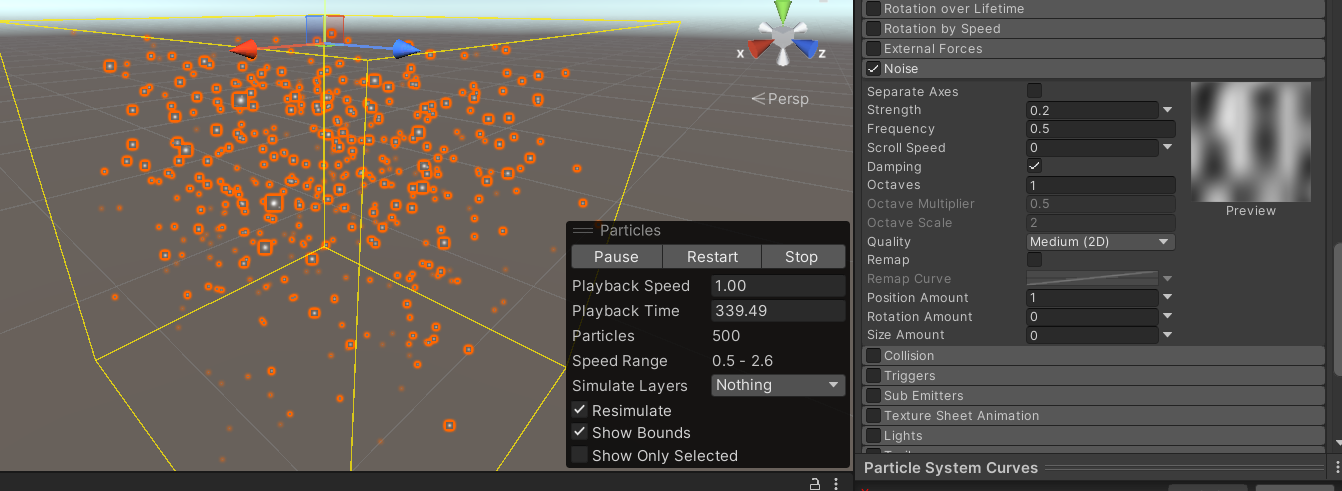 Rotation over Lifetime
Rotation by Speed
External Forces
Noise
x
z
Persp
Separate Axes
Strength 0.2
Frequency 0.5
Scroll Speed 0
Damping
Octaves 1
Octave Multiplier 0.5
Octave Scale 2
Quality Medium (2D)
Remap
Remap Curve
Position Amount 1
Rotation Amount 0
Size Amount 0
Preview
Particles
Pause Restart Stop
Playback Speed 1.00
Playback Time 339.49
Particles 500
Speed Range 0.5 - 2.6
Simulate Layers Nothing
Resimulate
Show Bounds
Show Only Selected
Collision
Triggers
Sub Emitters
Texture Sheet Animation
Lights
Particle System Curves